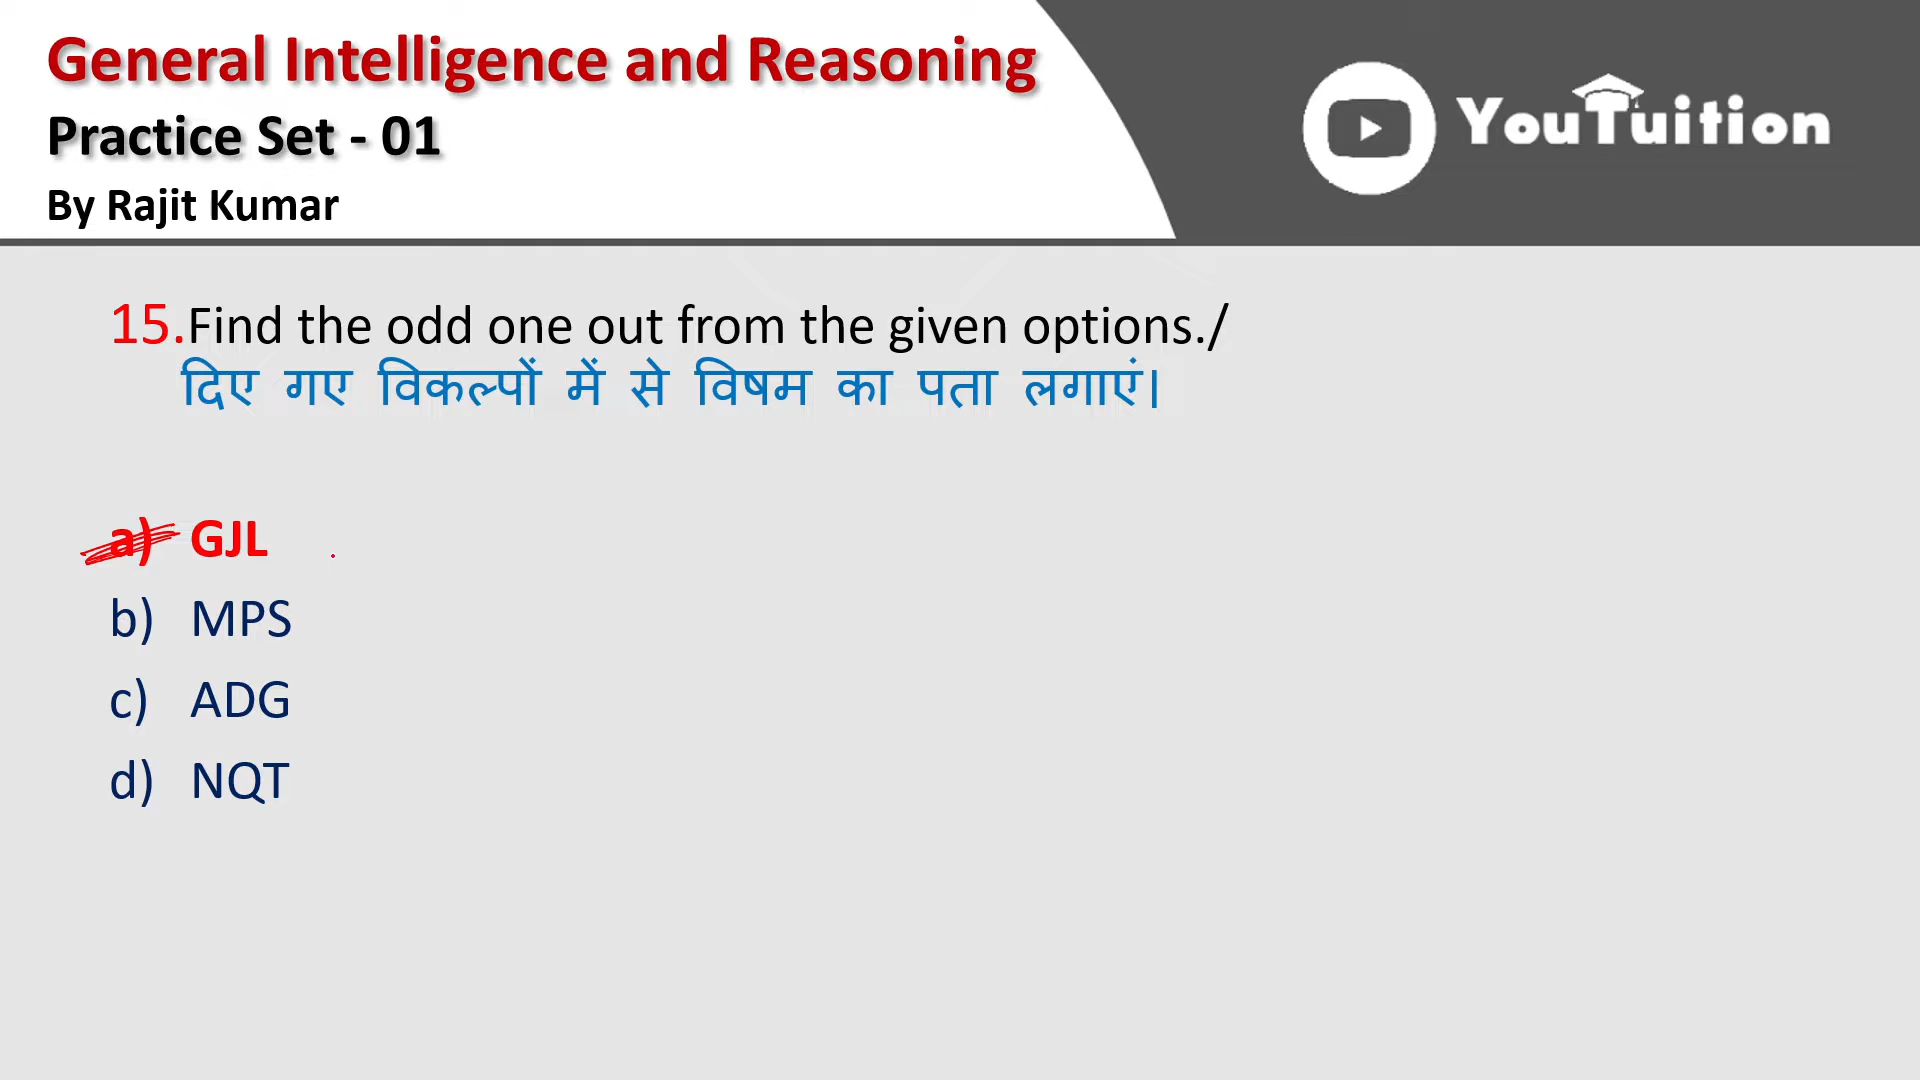 General Intelligence and Reasoning
Practice Set - 01
By Rajit Kumar
YouTuition
15.Find the odd one out from the given options./
दिए गए विकल्पों में से विषम का पता लगाएं।
a) GJL
b) MPS
c) ADG
d) NQT